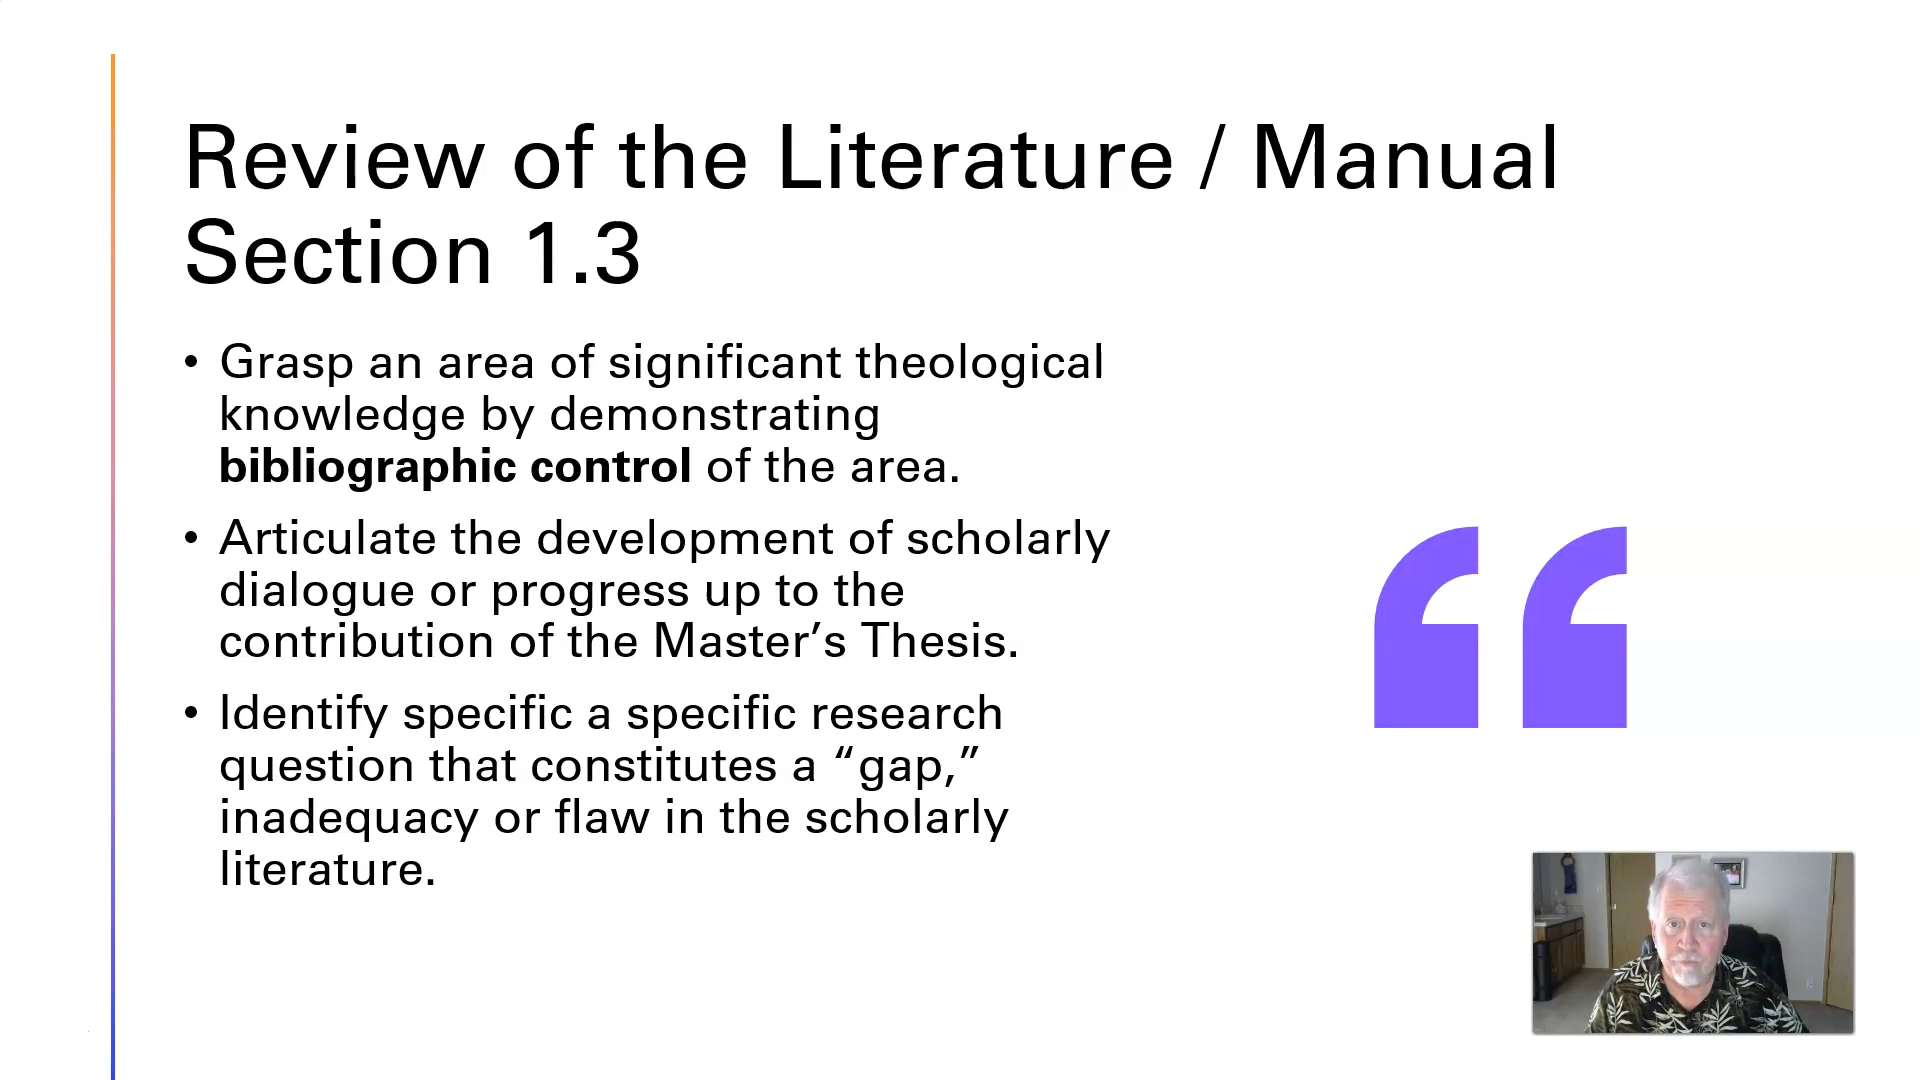 Review of the Literature / Manual
Section 1.3
• Grasp an area of significant theological
knowledge by demonstrating
bibliographic control of the area.
• Articulate the development of scholarly
dialogue or progress up to the
contribution of the Master’s Thesis.
• Identify specific a specific research
question that constitutes a “gap,”
inadequacy or flaw in the scholarly
literature.